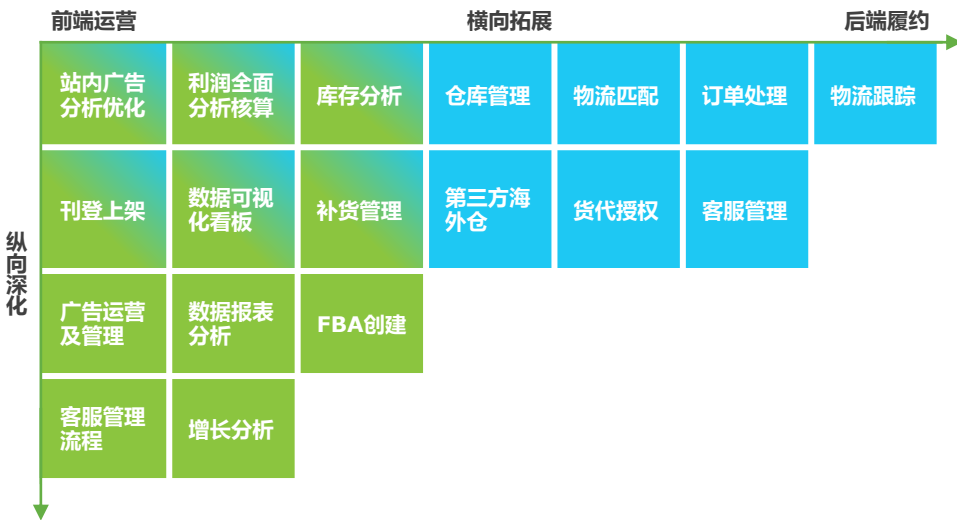 前端运营
横向拓展
后端履约
站内广告
分析优化
利润全面
分析核算
库存分析
仓库管理
物流匹配
订单处理
物流跟踪
刊登上架
数据可视
化看板
补货管理
第三方海
外仓
货代授权
客服管理
纵向深化
广告运营
及管理
数据报表
分析
FBA创建
客服管理
流程
增长分析